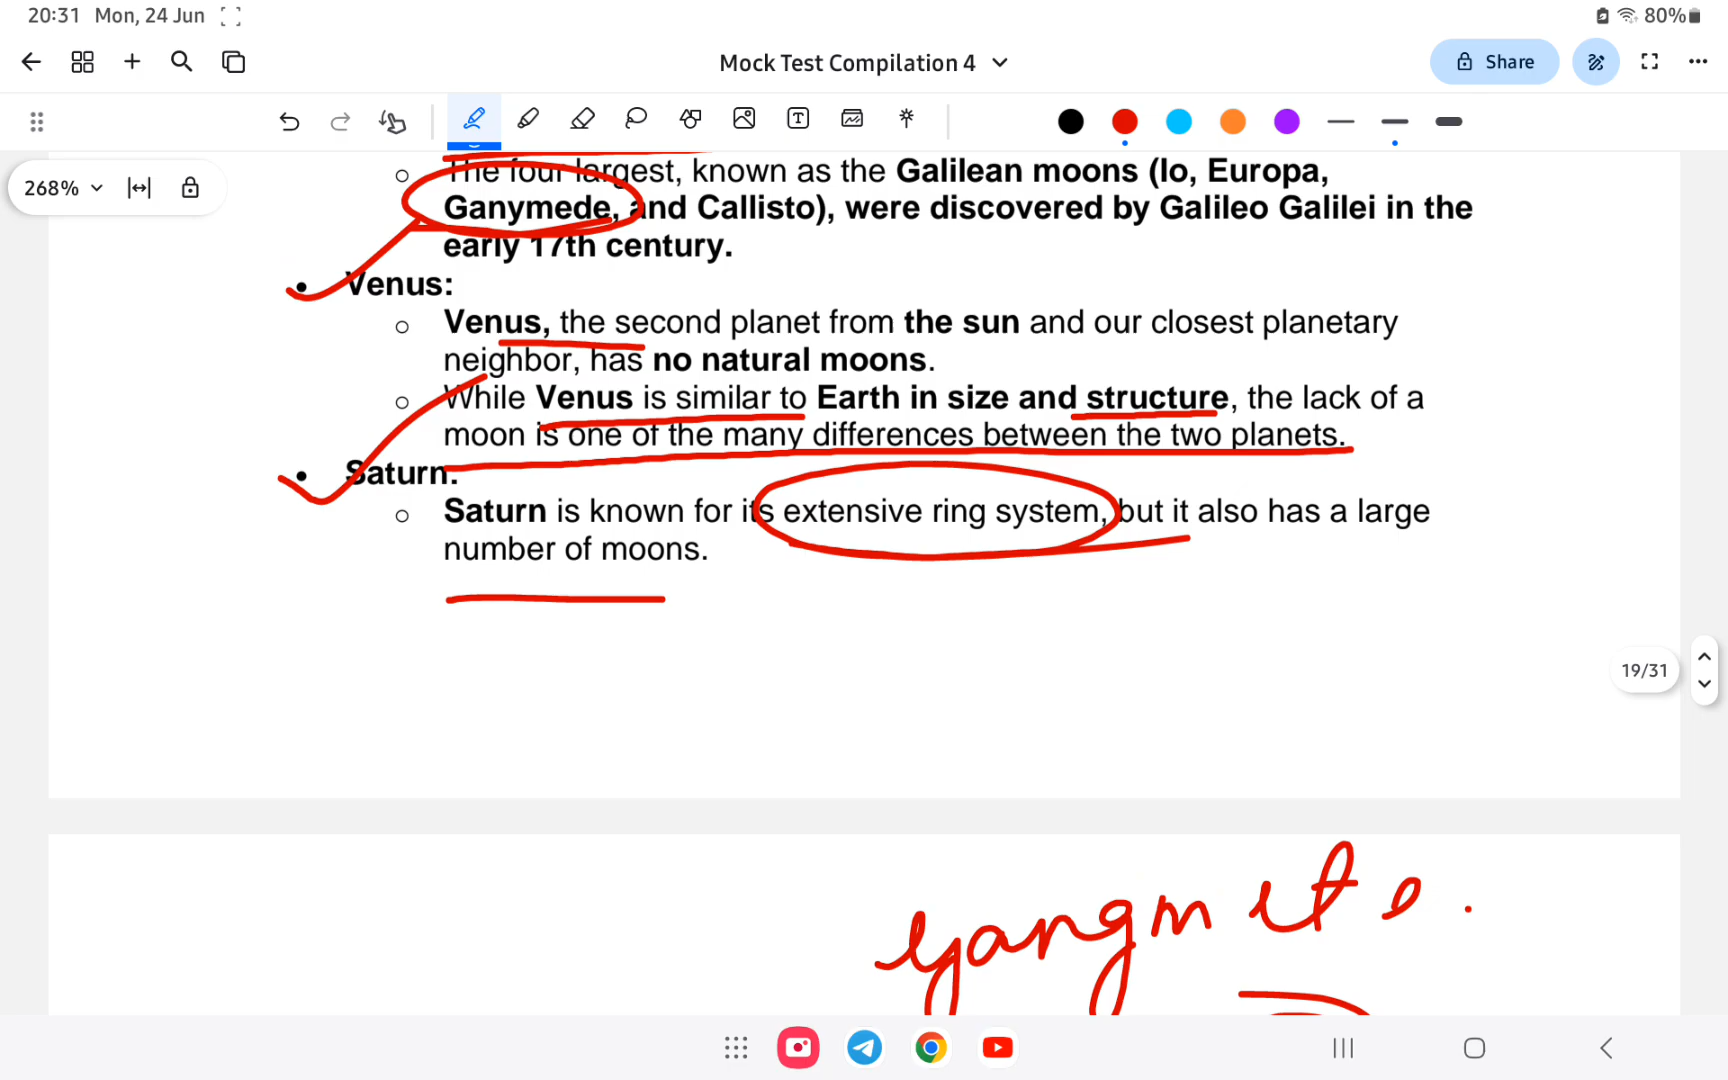 20:31 Mon, 24 Jun
80%
Mock Test Compilation 4
Share
268%
The four largest, known as the Galilean moons (Io, Europa,
Ganymede, and Callisto), were discovered by Galileo Galilei in the
early 17th century.
Venus:
Venus, the second planet from the sun and our closest planetary
neighbor, has no natural moons.
While Venus is similar to Earth in size and structure, the lack of a
moon is one of the many differences between the two planets.
Saturn:
Saturn is known for its extensive ring system, but it also has a large
number of moons.
19/31